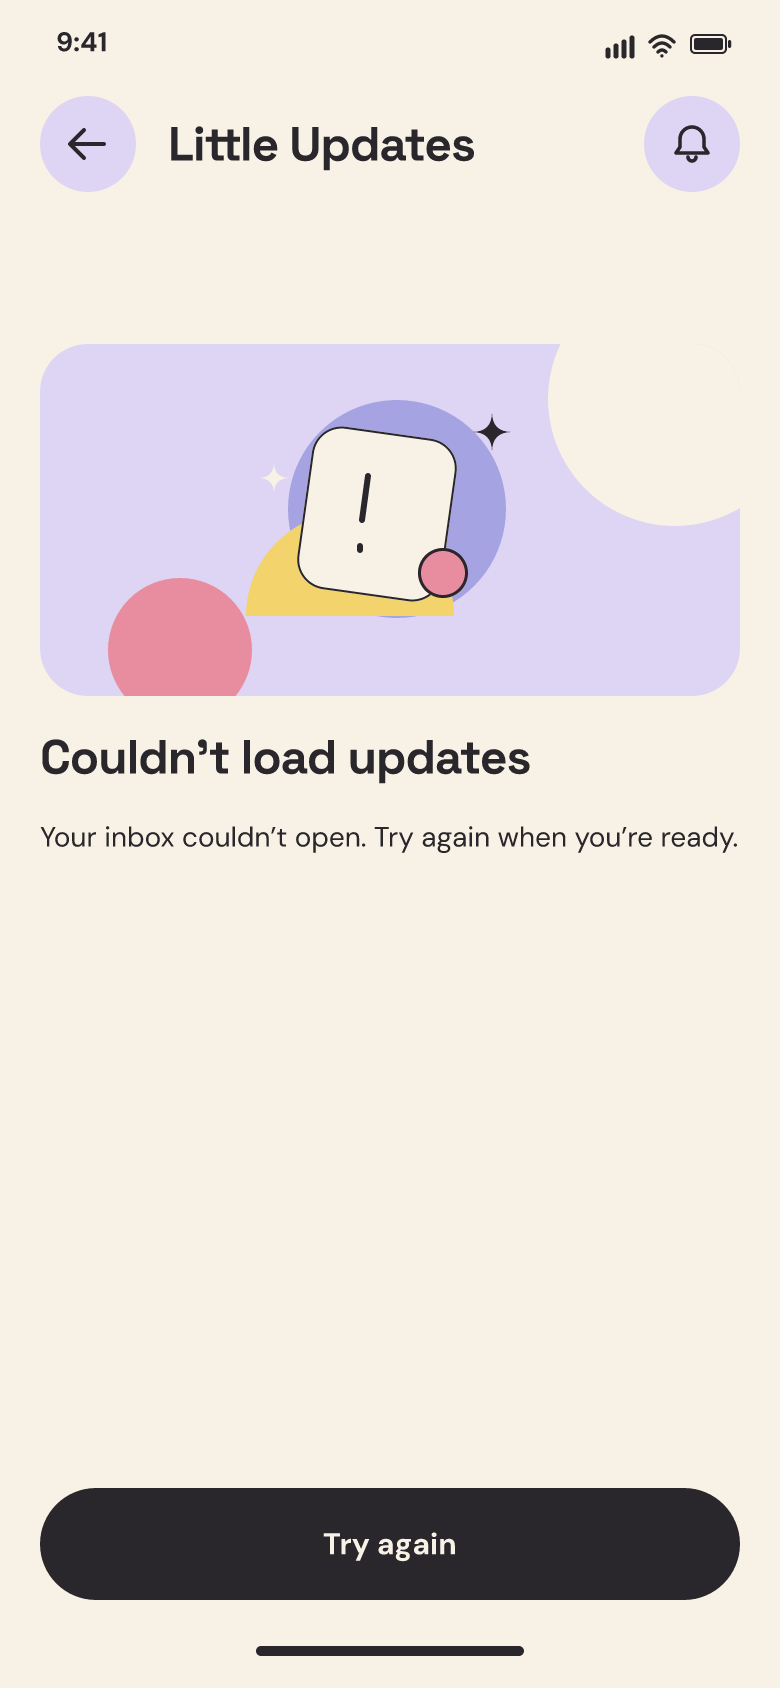 9:41
Little Updates
!
Couldn’t load updates
Your inbox couldn’t open. Try again when you’re ready.
Try again